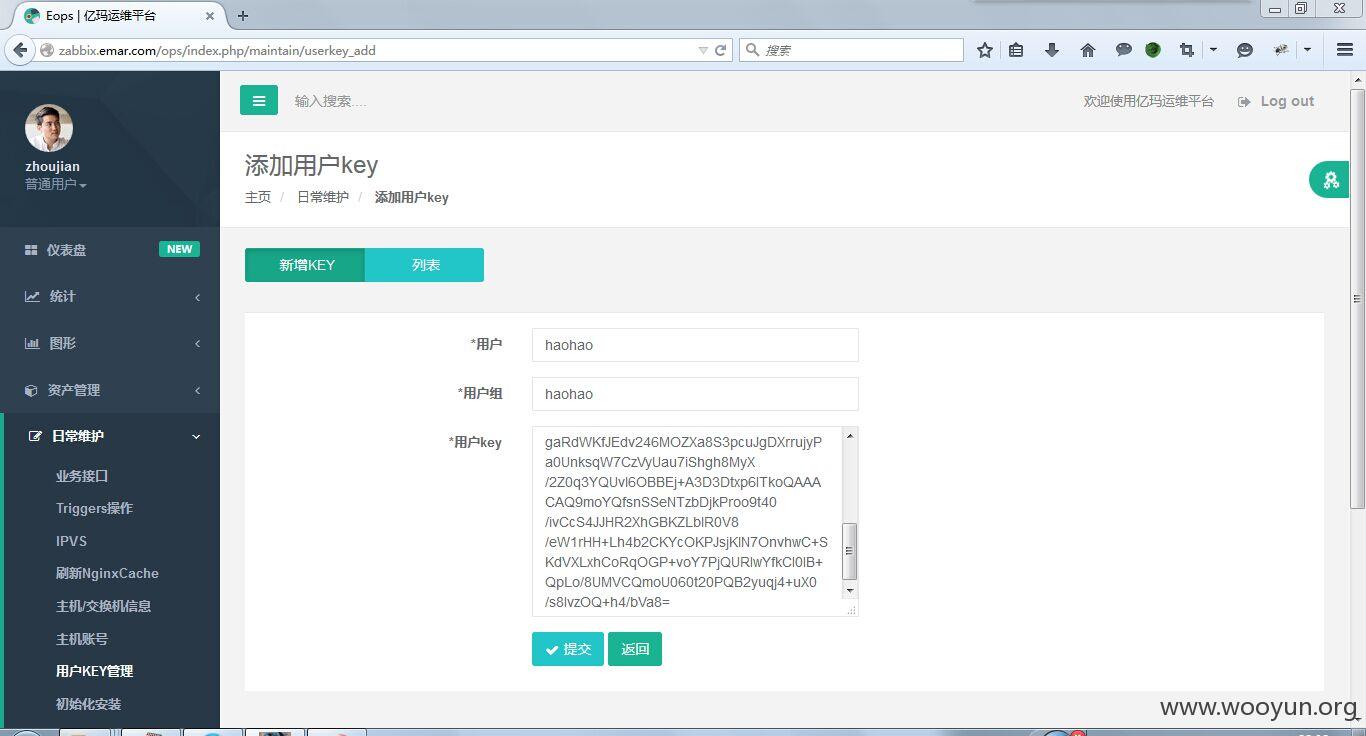 Eops | 亿玛运维平台
zabbix.emar.com/ops/index.php/maintain/userkey_add
搜索
zhoujian
普通用户
仪表盘 NEW
统计
图形
资产管理
日常维护
业务接口
Triggers操作
IPVS
刷新NginxCache
主机/交换机信息
主机账号
用户KEY管理
初始化安装
输入搜索....
欢迎使用亿玛运维平台 Log out
添加用户key
主页 / 日常维护 / 添加用户key
新增KEY 列表
*用户 haohao
*用户组 haohao
*用户key
gaRdWKfJEdv246MOZXa8S3pcuJgDXrrujyP
a0UnksqW7CzVyUau7iShgh8MyX
/2Z0q3YQUvl6OBBEj+A3D3Dtxp6lTkoQAAA
CAQ9moYQfsnSSeNTzbDjkProo9t40
/ivCcS4JJHR2XhGBKZLblR0V8
/eW1rHH+Lh4b2CKYcOKPJsjKlN7OnvhwC+S
KdVXLxhCoRqOGP+voY7PjQURlwYfkCl0lB+
QpLo/8UMVCQmoU060t20PQB2yuqj4+uX0
/s8lvzOQ+h4/bVa8=
提交 返回
www.wooyun.org